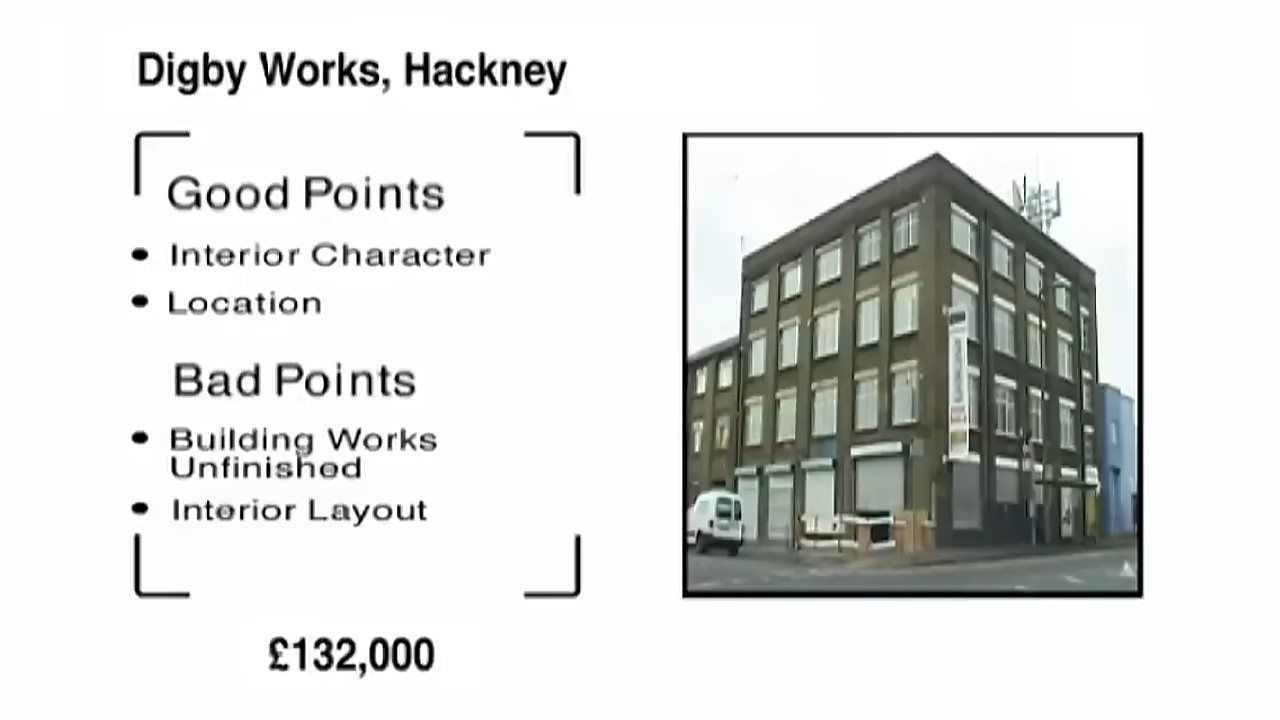 Digby Works, Hackney
Good Points
• Interior Character
• Location
Bad Points
• Building Works
Unfinished
• Interior Layout
£132,000